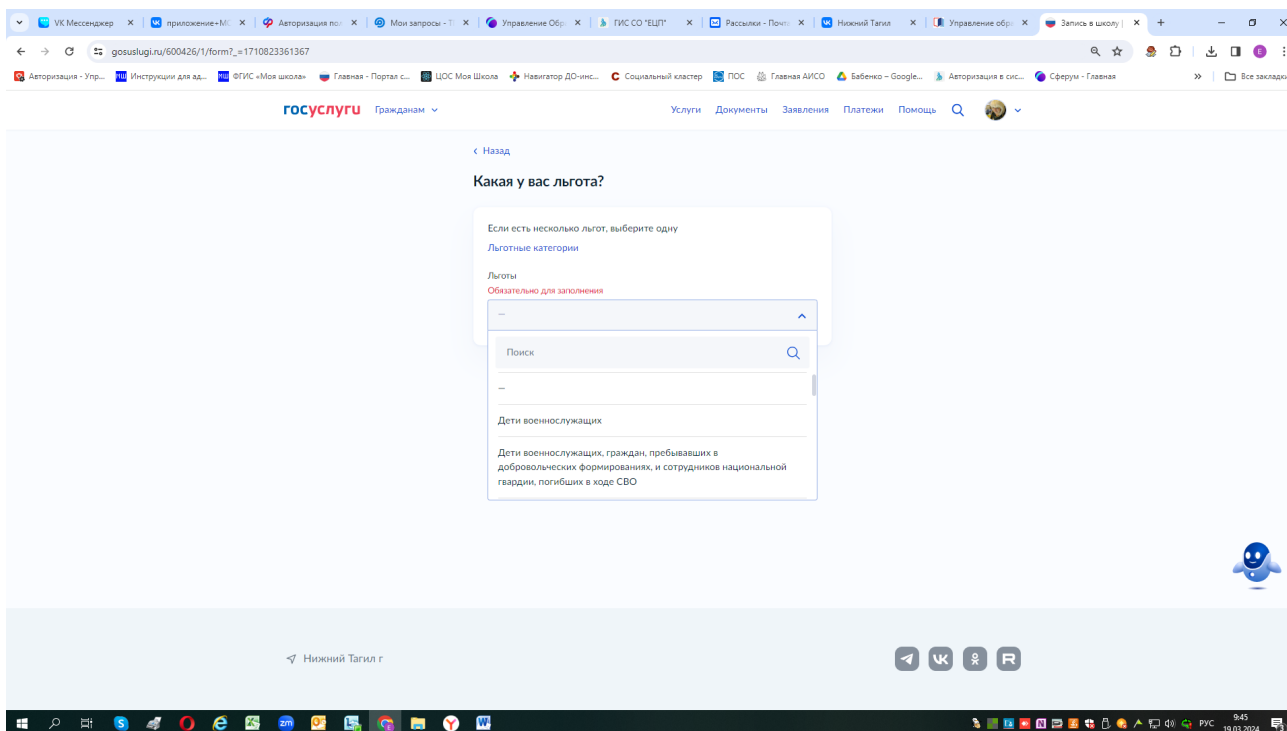 VK Мессенджер
приложение+М
Авторизация пол
Мои запросы - Т
Управление Обр
ГИС СО "ЕЦП"
Рассылки - Почт
Нижний Тагил
Управление обр
Запись в школу |
gosuslugi.ru/600426/1/form?_=1710823361367
Авторизация - Упр...
Инструкции для ад...
ФГИС «Моя школа»
Главная - Портал с...
ЦОС Моя Школа
Навигатор ДО-инс...
Социальный кластер
ПОС
Главная АИСО
Бабенко – Google...
Авторизация в сис...
Сферум - Главная
Все закладки
госуслуги
Гражданам
Услуги Документы Заявления Платежи Помощь
Назад
Какая у вас льгота?
Если есть несколько льгот, выберите одну
Льготные категории
Льготы
Обязательно для заполнения
—
Поиск
—
Дети военнослужащих
Дети военнослужащих, граждан, пребывавших в
добровольческих формированиях, и сотрудников национальной
гвардии, погибших в ходе СВО
Нижний Тагил г
РУС
9:45
19.03.2024